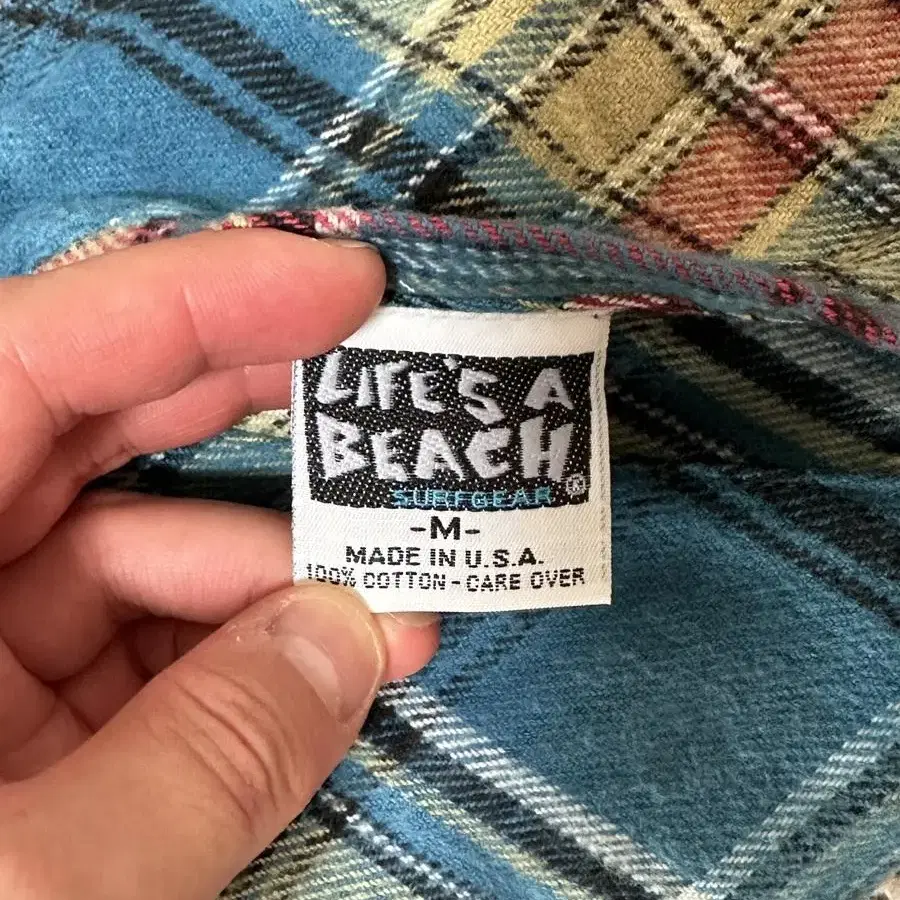 LIFE'S A
BEACH
SURFGEAR ®
-M-
MADE IN U.S.A.
100% COTTON - CARE OVER